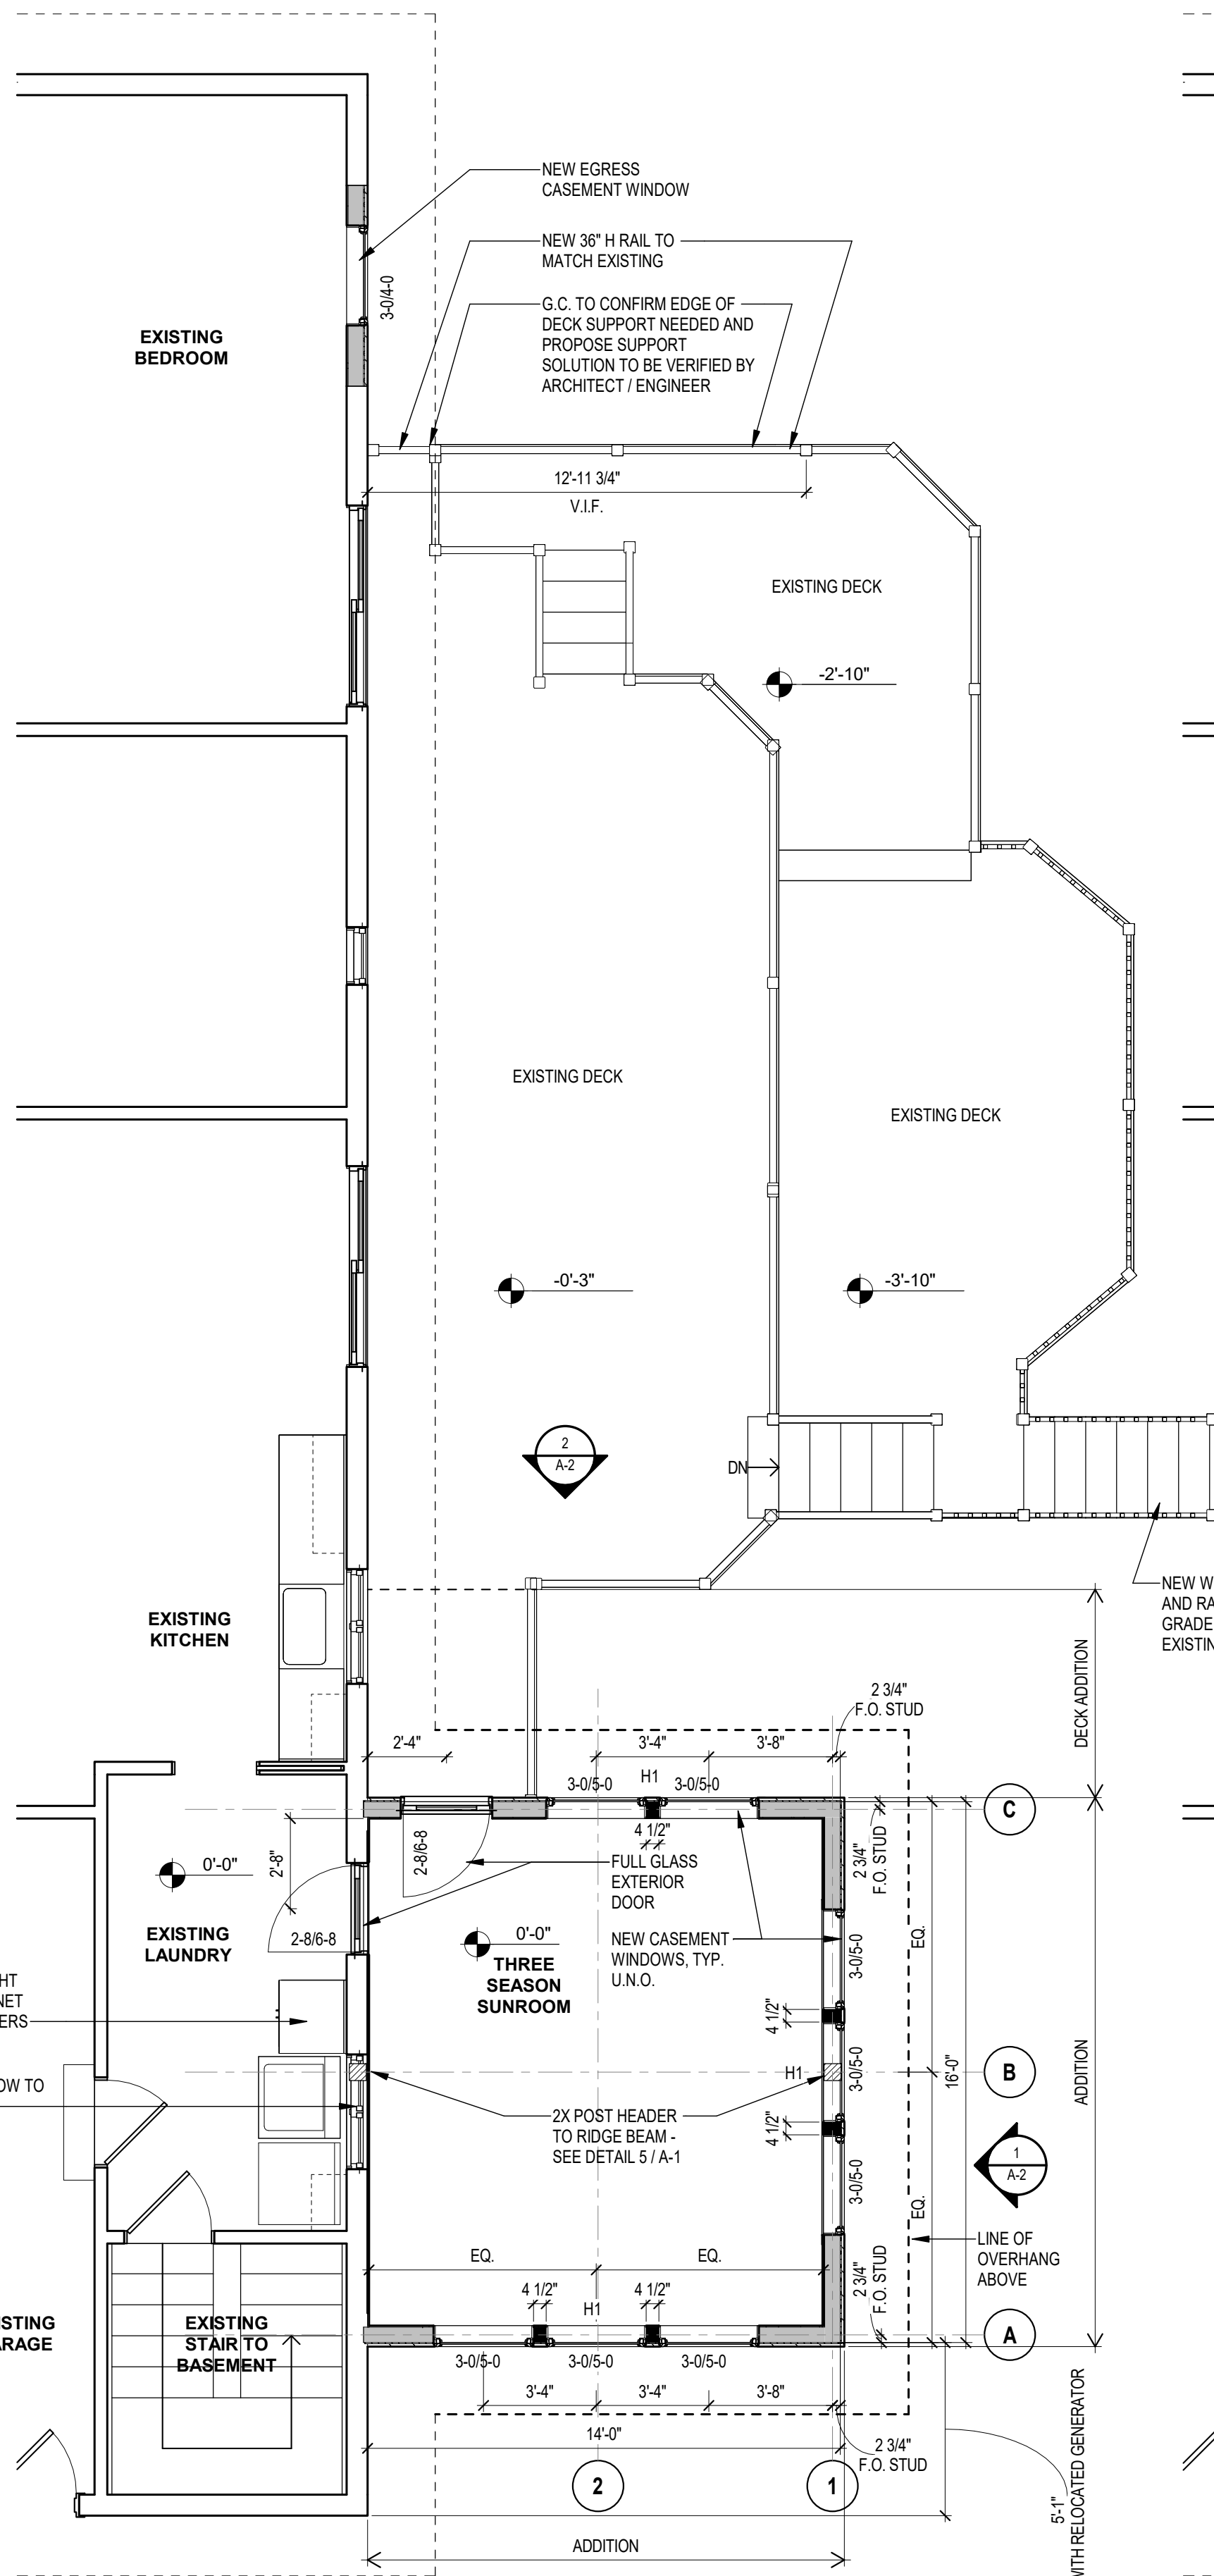 NEW EGRESS
CASEMENT WINDOW
NEW 36" H RAIL TO
MATCH EXISTING
3-0/4-0
G.C. TO CONFIRM EDGE OF
DECK SUPPORT NEEDED AND
PROPOSE SUPPORT
SOLUTION TO BE VERIFIED BY
ARCHITECT / ENGINEER
EXISTING
BEDROOM
12'-11 3/4"
V.I.F.
EXISTING DECK
-2'-10"
EXISTING DECK
EXISTING DECK
-0'-3"
-3'-10"
2
A-2
DN
NEW W
AND RA
GRADE
EXISTIN
EXISTING
KITCHEN
DECK ADDITION
2 3/4"
F.O. STUD
2'-4"
3'-4"
3'-8"
3-0/5-0
H1
3-0/5-0
C
4 1/2"
2-8/6-8
2 3/4"
F.O. STUD
0'-0"
2'-8"
FULL GLASS
EXTERIOR
DOOR
EXISTING
LAUNDRY
2-8/6-8
0'-0"
THREE
SEASON
SUNROOM
NEW CASEMENT
WINDOWS, TYP.
U.N.O.
EQ.
3-0/5-0
HT
NET
ERS
4 1/2"
OW TO
H1
3-0/5-0
16'-0"
B
ADDITION
2X POST HEADER
TO RIDGE BEAM -
SEE DETAIL 5 / A-1
4 1/2"
3-0/5-0
1
A-2
EQ.
LINE OF
OVERHANG
ABOVE
EQ.
EQ.
2 3/4"
F.O. STUD
4 1/2"
H1
4 1/2"
ISTING
ARAGE
EXISTING
STAIR TO
BASEMENT
A
3-0/5-0
3-0/5-0
3-0/5-0
3'-4"
3'-4"
3'-8"
14'-0"
2 3/4"
F.O. STUD
2
1
5'-1"
WITH RELOCATED GENERATOR
ADDITION